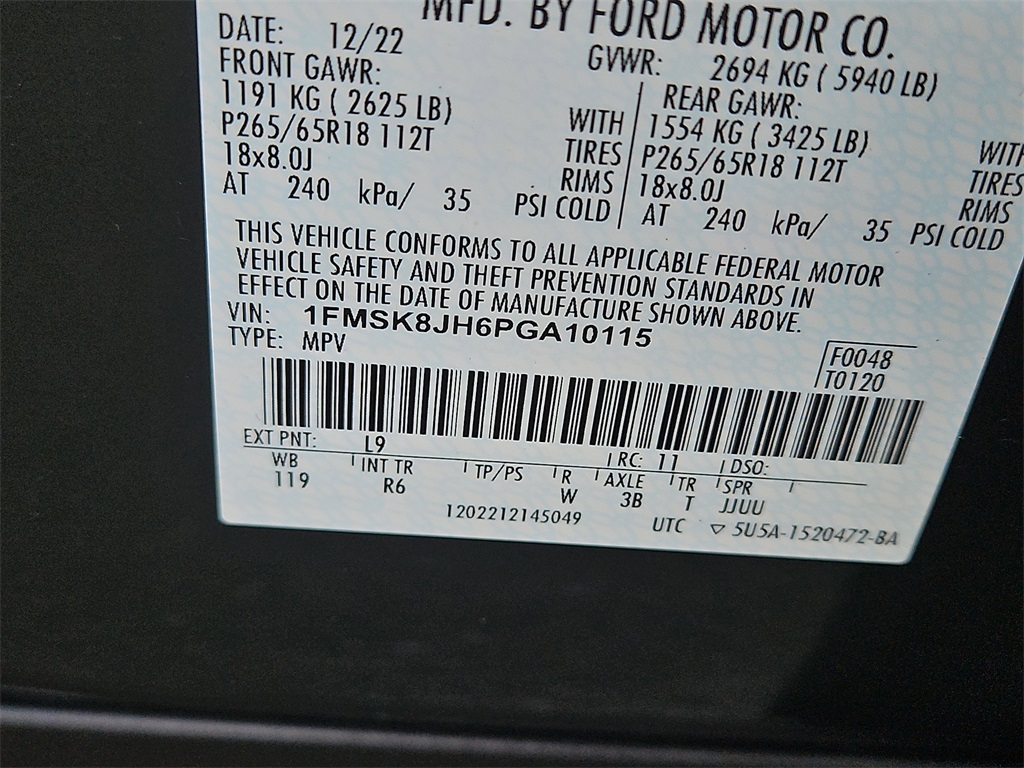 MFD. BY FORD MOTOR CO.
DATE: 12/22 GVWR: 2694 KG ( 5940 LB)
FRONT GAWR: REAR GAWR:
1191 KG ( 2625 LB) WITH 1554 KG ( 3425 LB) WITH
P265/65R18 112T TIRES P265/65R18 112T TIRES
18x8.0J RIMS 18x8.0J RIMS
AT 240 kPa/ 35 PSI COLD AT 240 kPa/ 35 PSI COLD
THIS VEHICLE CONFORMS TO ALL APPLICABLE FEDERAL MOTOR
VEHICLE SAFETY AND THEFT PREVENTION STANDARDS IN
EFFECT ON THE DATE OF MANUFACTURE SHOWN ABOVE.
VIN: 1FMSK8JH6PGA10115
TYPE: MPV F0048
T0120
EXT PNT: L9 RC: 11 DSO:
WB INT TR TP/PS R AXLE TR SPR
119 R6 W 3B T JJUU
1202212145049 UTC ▽ 5U5A-1520472-BA